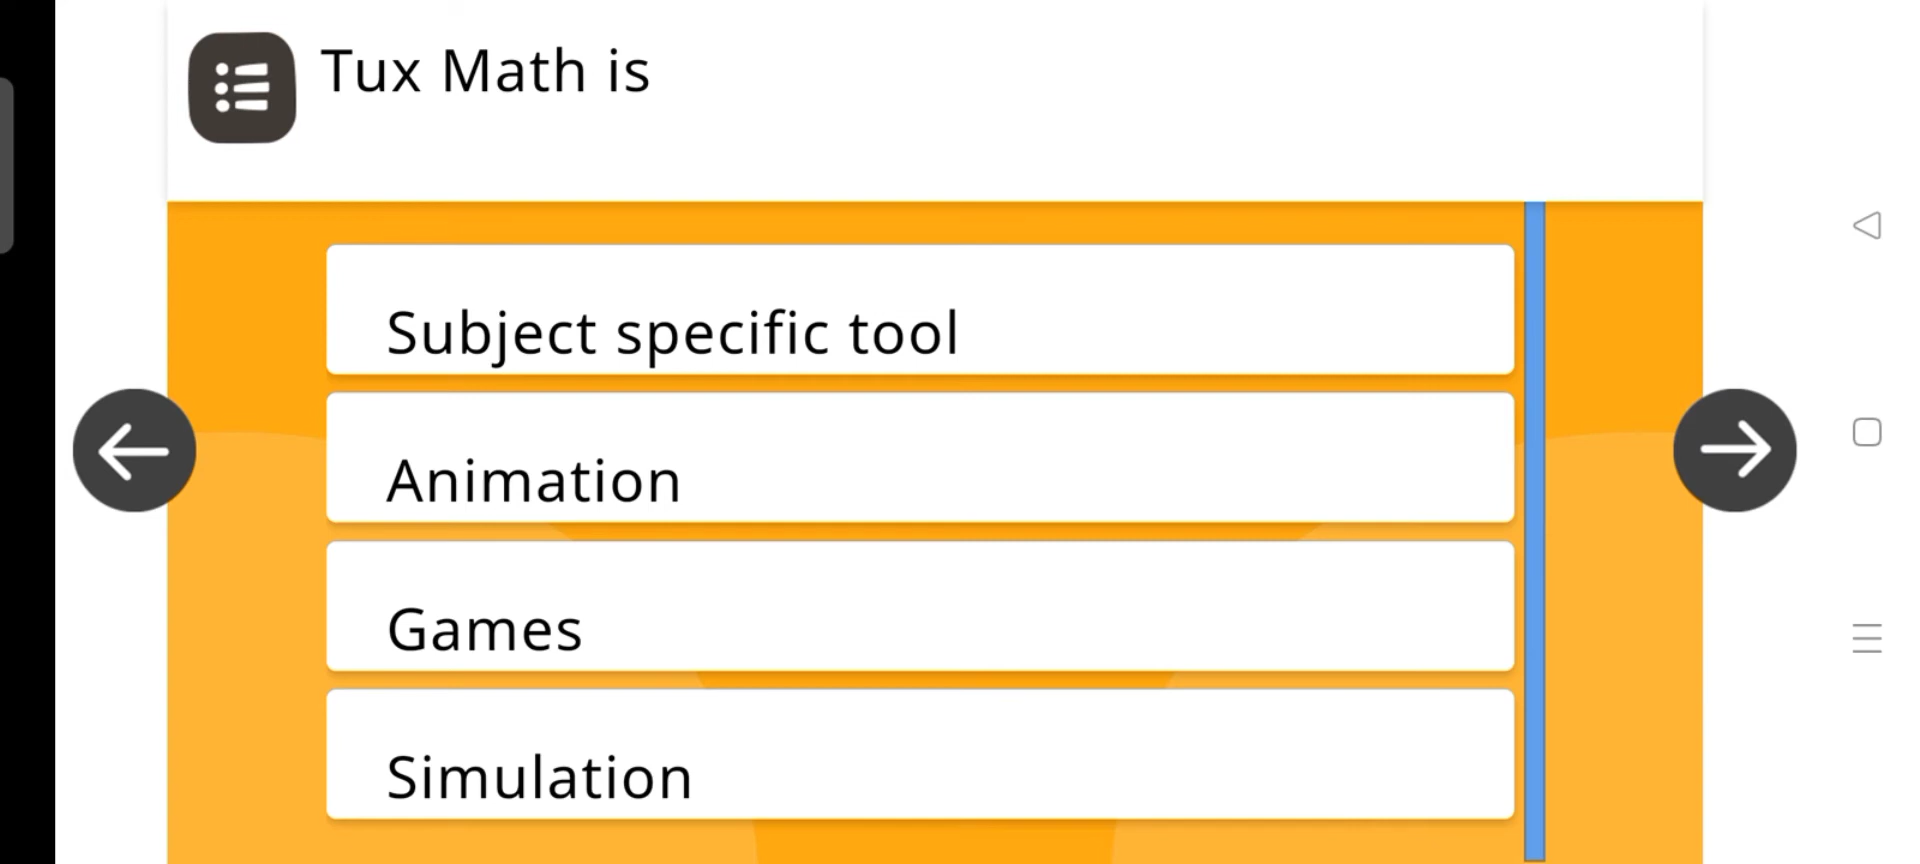 Tux Math is
Subject specific tool
Animation
Games
Simulation